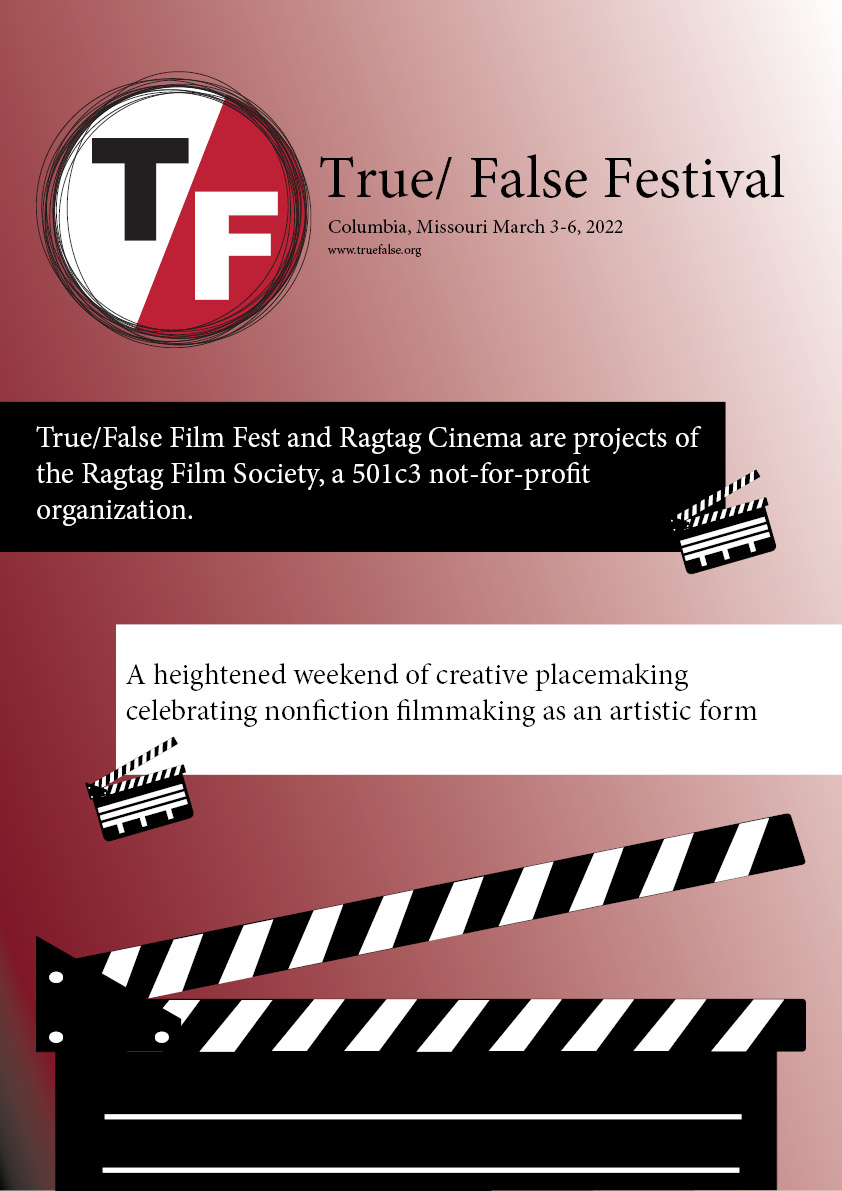 T
F
True/ False Festival
Columbia, Missouri March 3-6, 2022
www.truefalse.org
True/False Film Fest and Ragtag Cinema are projects of
the Ragtag Film Society, a 501c3 not-for-profit
organization.
A heightened weekend of creative placemaking
celebrating nonfiction filmmaking as an artistic form